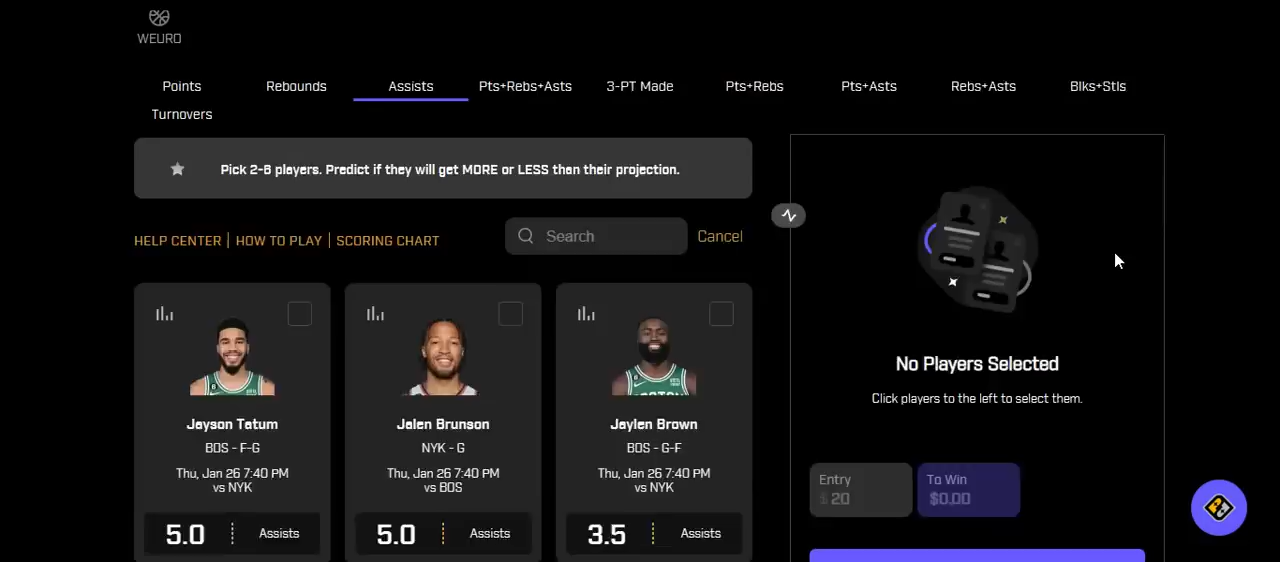 WEURO
Points
Rebounds
Assists
Pts+Rebs+Asts
3-PT Made
Pts+Rebs
Pts+Asts
Rebs+Asts
Blks+Stls
Turnovers
Pick 2-6 players. Predict if they will get MORE or LESS than their projection.
HELP CENTER | HOW TO PLAY | SCORING CHART
Search
Cancel
Jayson Tatum
BOS - F-G
Thu, Jan 26 7:40 PM
vs NYK
5.0
Assists
Jalen Brunson
NYK - G
Thu, Jan 26 7:40 PM
vs BOS
5.0
Assists
Jaylen Brown
BOS - G-F
Thu, Jan 26 7:40 PM
vs NYK
3.5
Assists
No Players Selected
Click players to the left to select them.
Entry
$ 20
To Win
$0.00